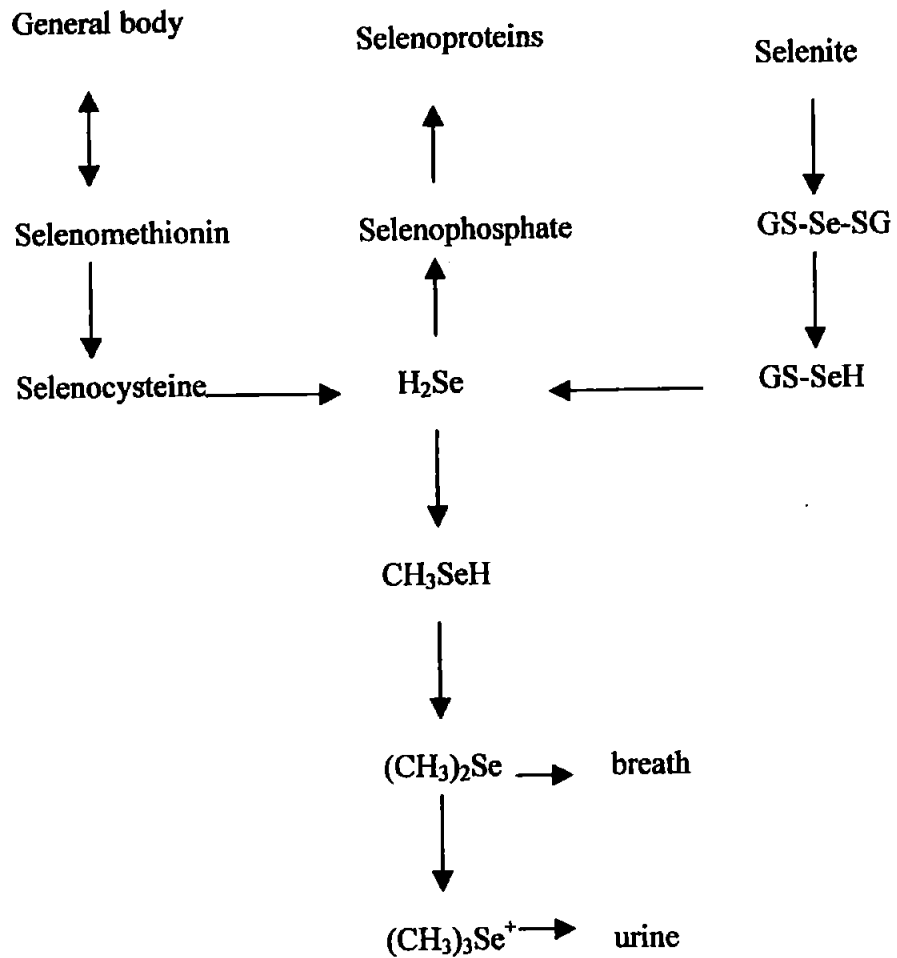 General body
Selenoproteins
Selenite
Selenomethionin
Selenophosphate
GS-Se-SG
Selenocysteine
H₂Se
GS-SeH
CH₃SeH
(CH₃)₂Se
breath
(CH₃)₃Se⁺
urine